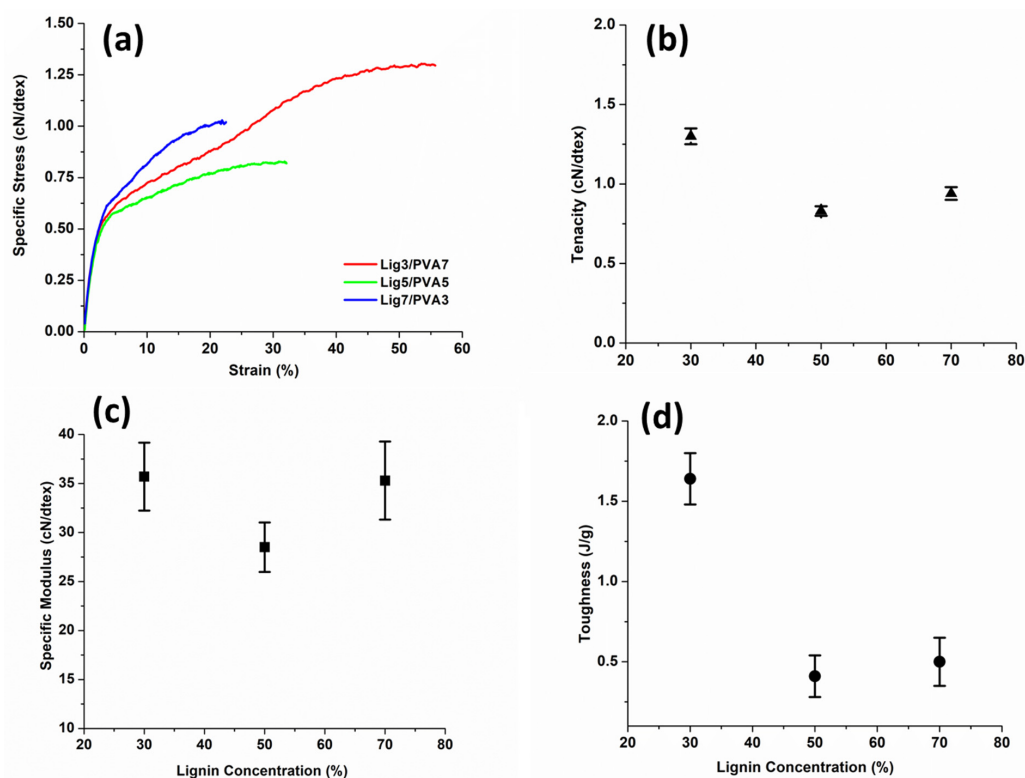 (a)
Specific Stress (cN/dtex)
1.50
1.25
1.00
0.75
0.50
0.25
0.00
Lig3/PVA7
Lig5/PVA5
Lig7/PVA3
0 10 20 30 40 50 60
Strain (%)
(b)
Tenacity (cN/dtex)
2.0
1.5
1.0
0.5
0.0
20 30 40 50 60 70 80
(c)
Specific Modulus (cN/dtex)
40
35
30
25
20
15
10
20 30 40 50 60 70 80
Lignin Concentration (%)
(d)
Toughness (J/g)
2.0
1.5
1.0
0.5
20 30 40 50 60 70 80
Lignin Concentration (%)